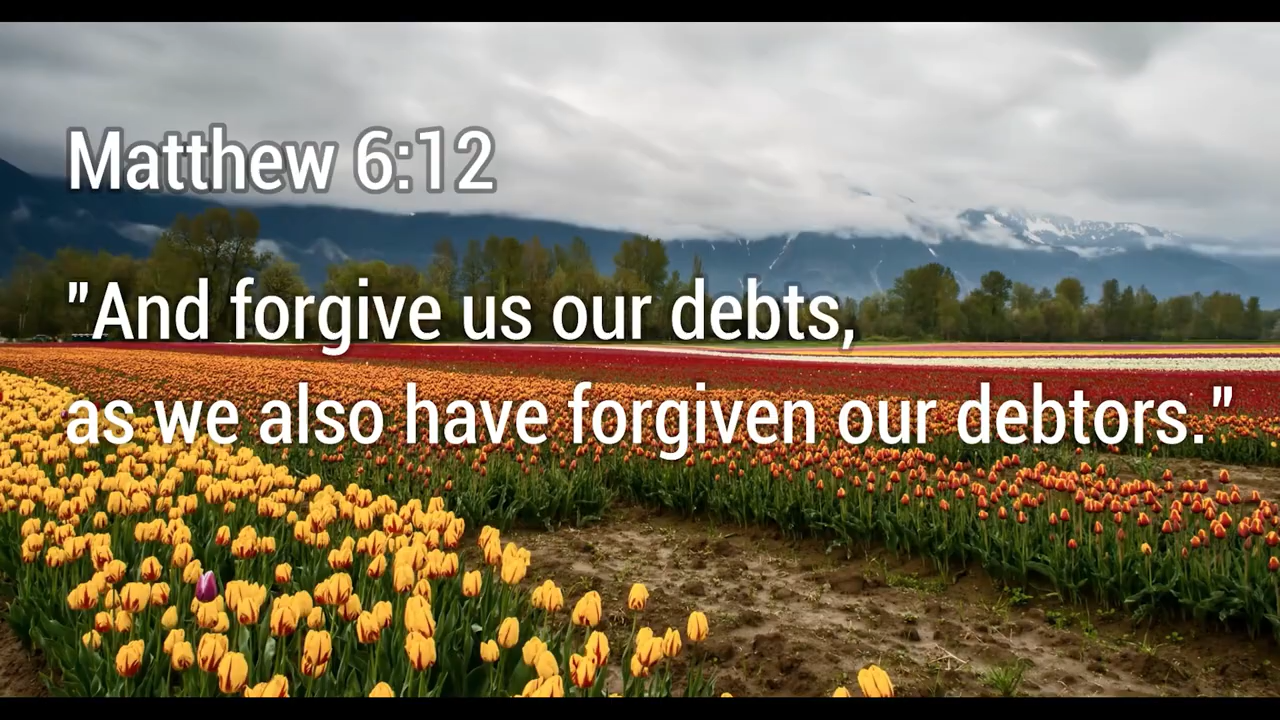 Matthew 6:12
"And forgive us our debts,
as we also have forgiven our debtors."